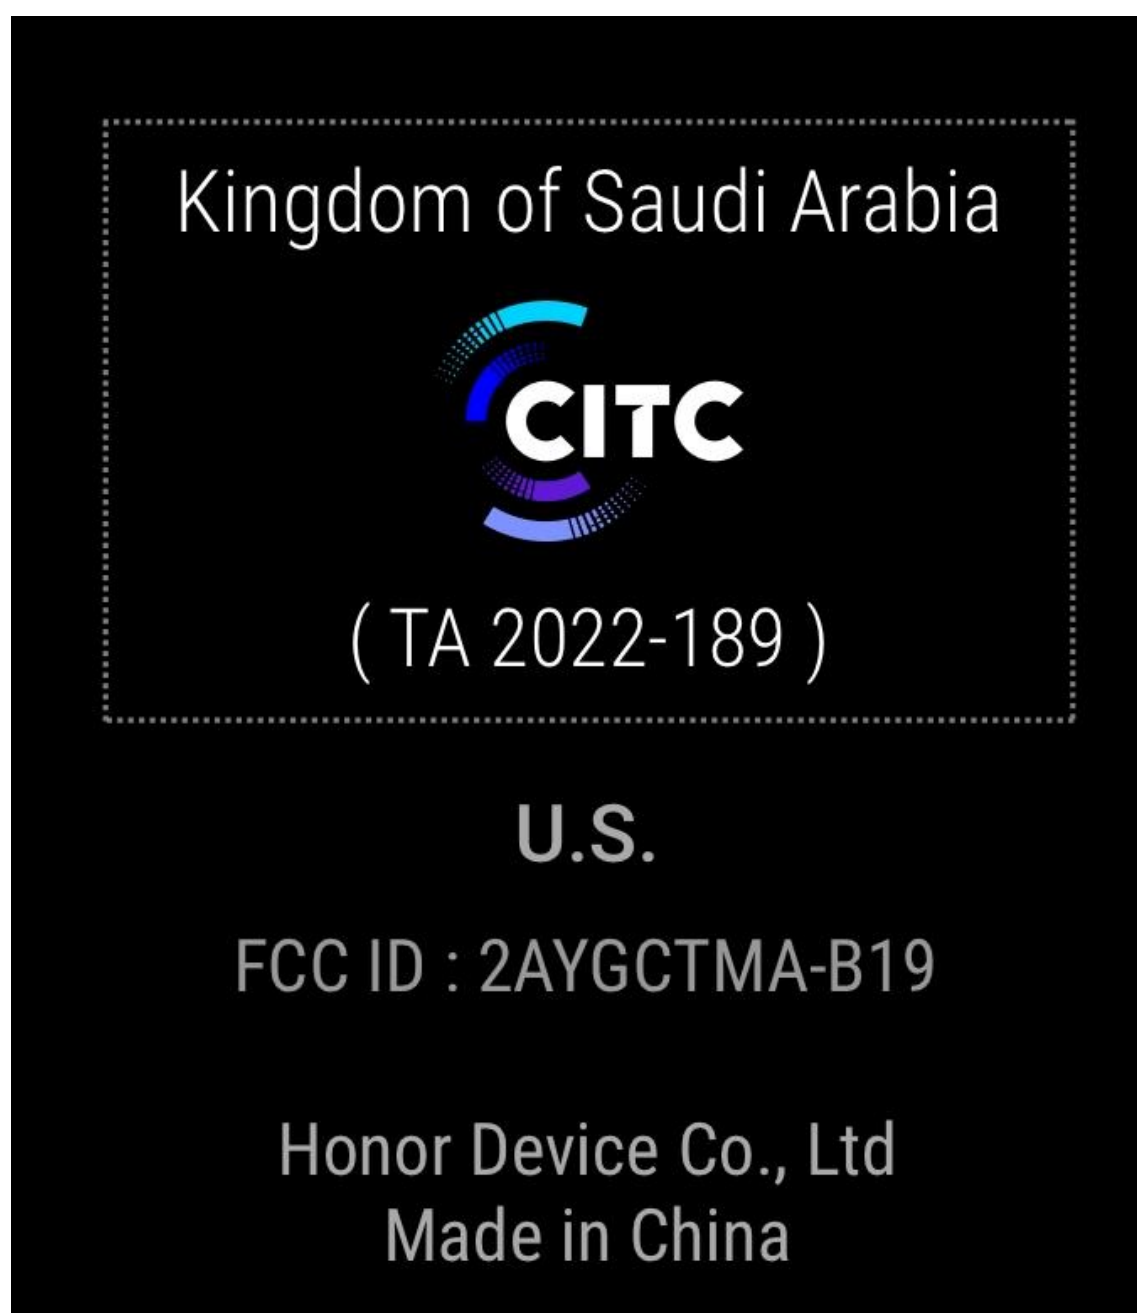 Kingdom of Saudi Arabia
CITC
( TA 2022-189 )
U.S.
FCC ID : 2AYGCTMA-B19
Honor Device Co., Ltd
Made in China